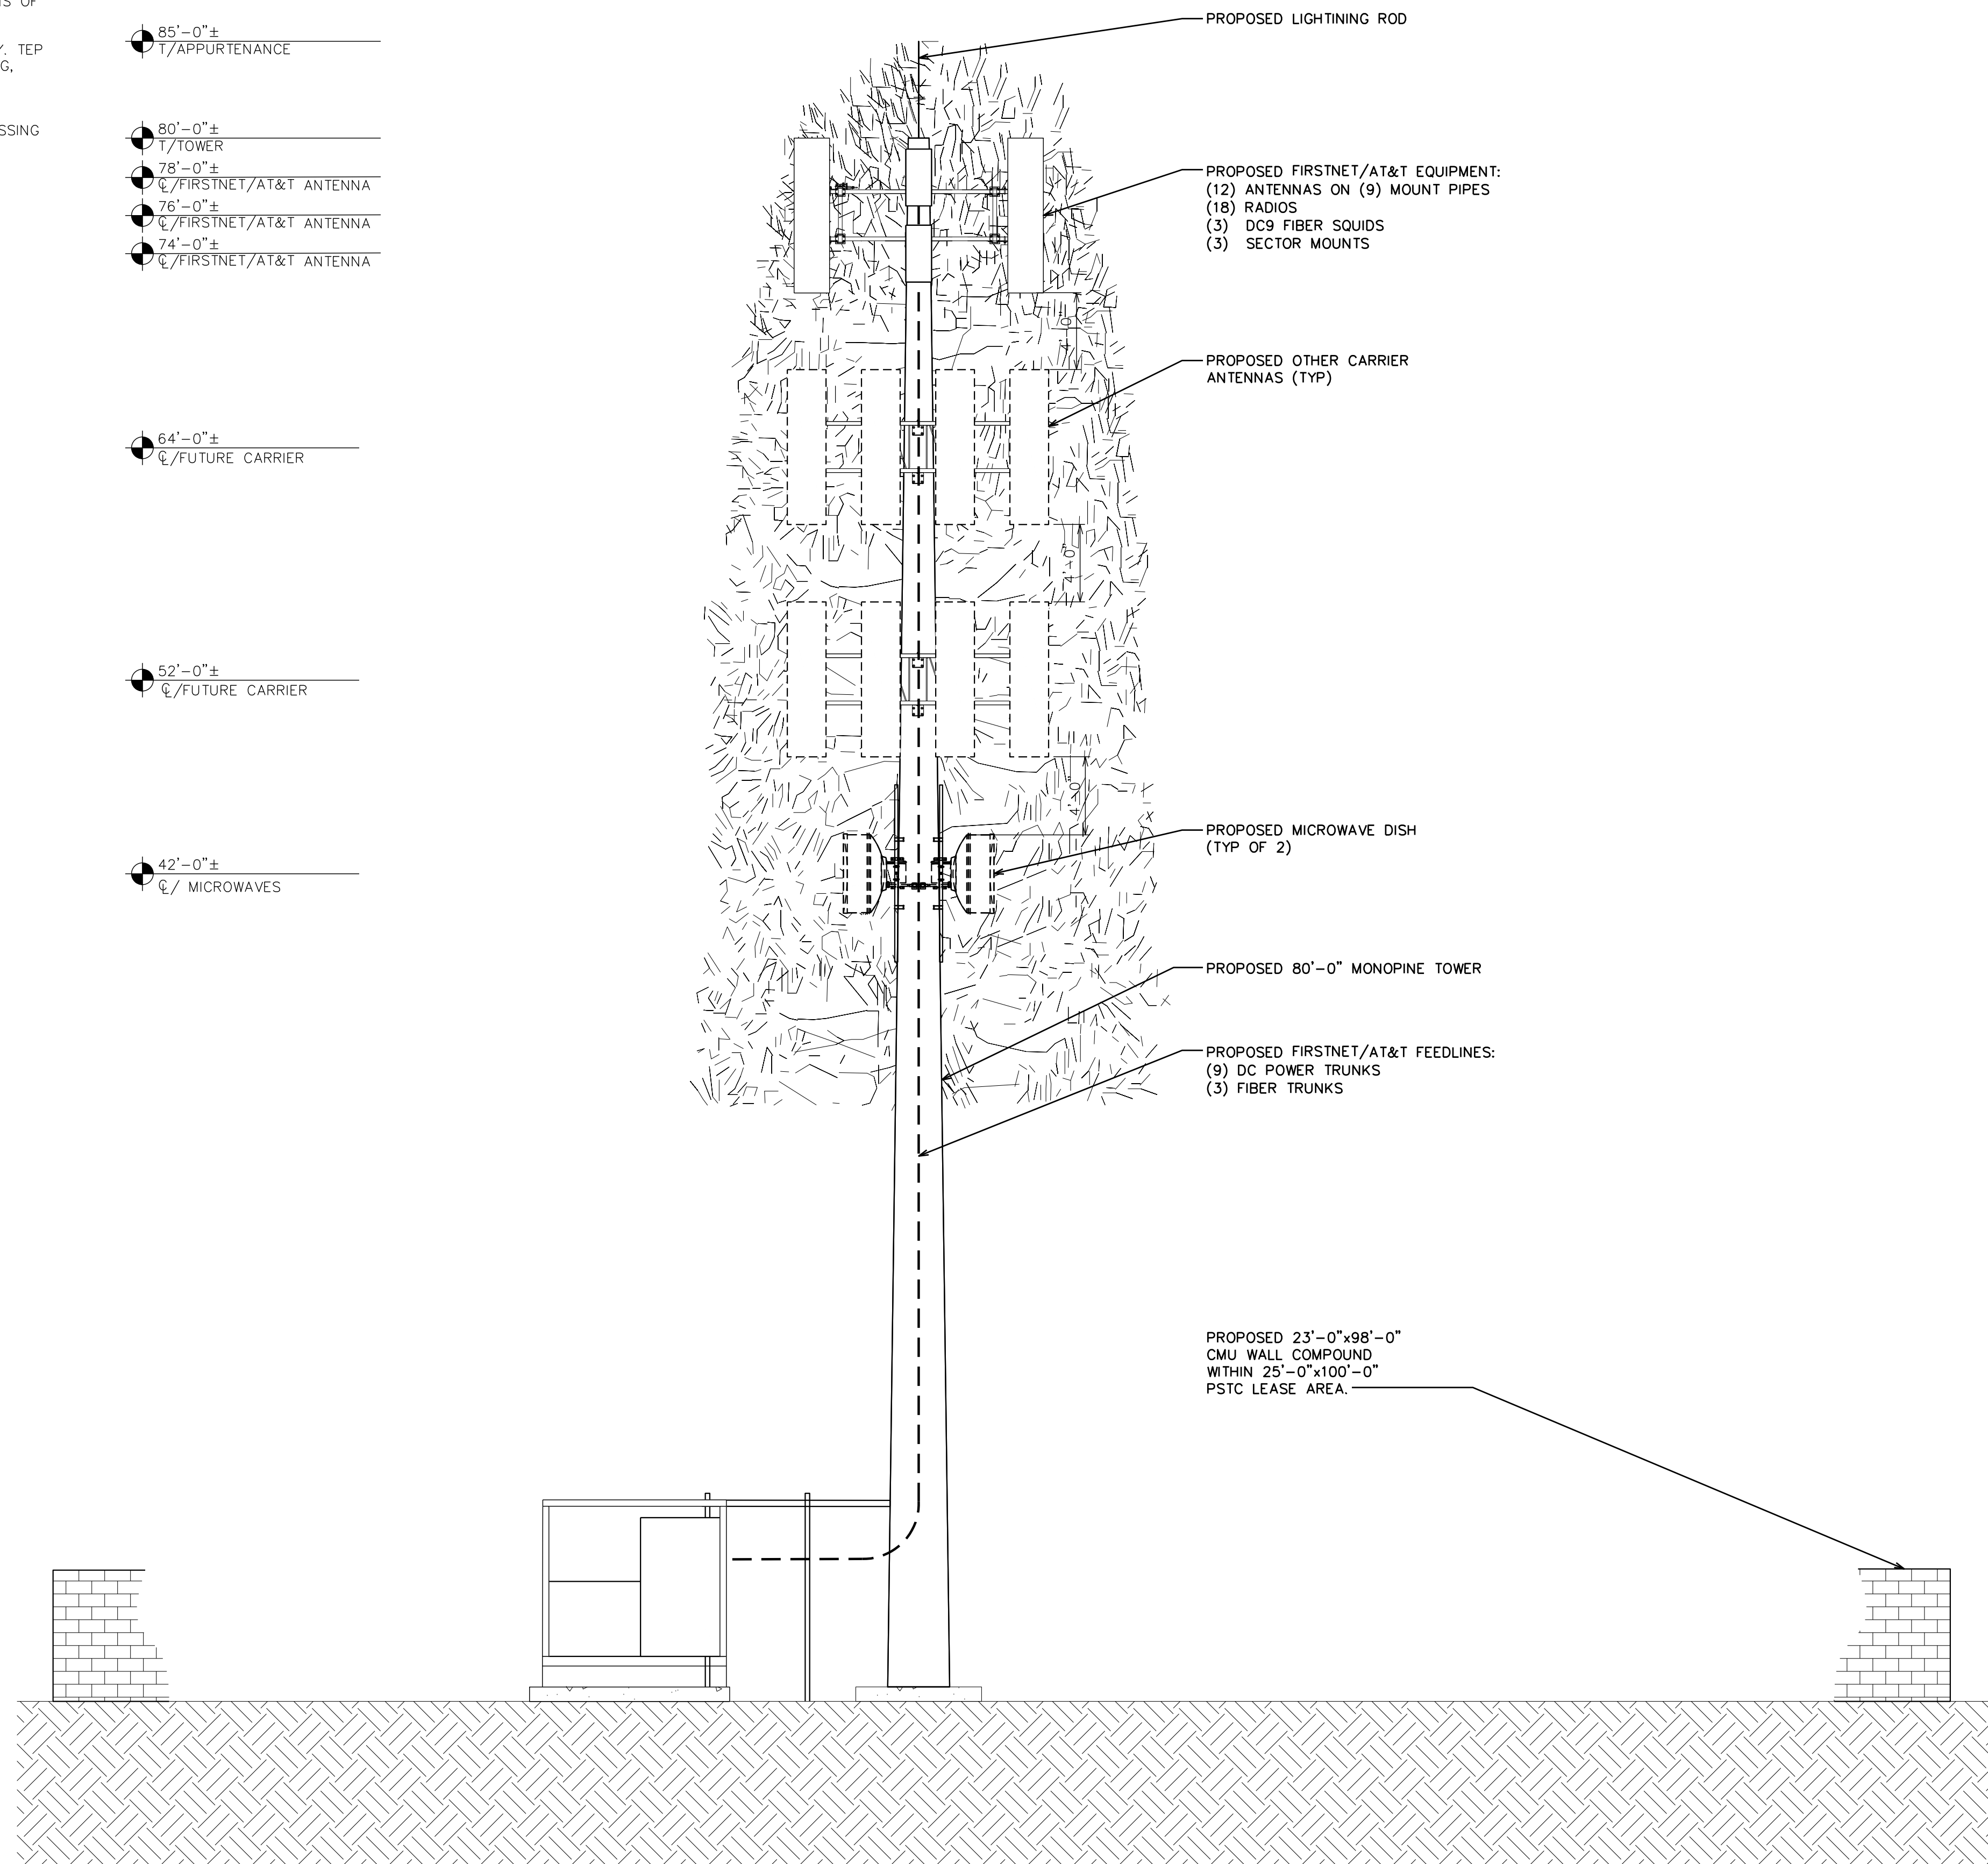 S OF
Y. TEP
G,
SSING
85'-0"±
T/APPURTENANCE
80'-0"±
T/TOWER
78'-0"±
℄/FIRSTNET/AT&T ANTENNA
76'-0"±
℄/FIRSTNET/AT&T ANTENNA
74'-0"±
℄/FIRSTNET/AT&T ANTENNA
64'-0"±
℄/FUTURE CARRIER
52'-0"±
℄/FUTURE CARRIER
42'-0"±
℄/ MICROWAVES
4'-0"
4'-0"
4'-0"
PROPOSED LIGHTINING ROD
PROPOSED FIRSTNET/AT&T EQUIPMENT:
(12) ANTENNAS ON (9) MOUNT PIPES
(18) RADIOS
(3) DC9 FIBER SQUIDS
(3) SECTOR MOUNTS
PROPOSED OTHER CARRIER
ANTENNAS (TYP)
PROPOSED MICROWAVE DISH
(TYP OF 2)
PROPOSED 80'-0" MONOPINE TOWER
PROPOSED FIRSTNET/AT&T FEEDLINES:
(9) DC POWER TRUNKS
(3) FIBER TRUNKS
PROPOSED 23'-0"x98'-0"
CMU WALL COMPOUND
WITHIN 25'-0"x100'-0"
PSTC LEASE AREA.